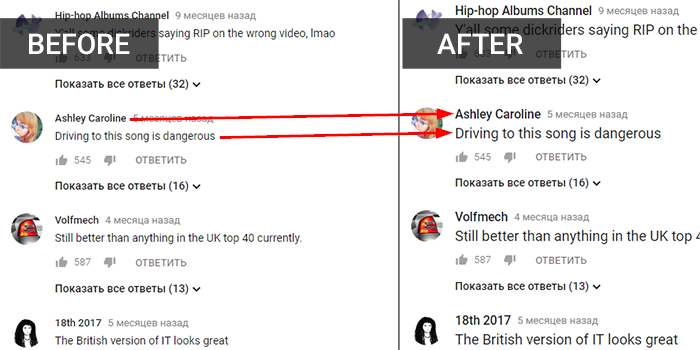 BEFORE
Hip-hop Albums Channel 9 месяцев назад
Y'all some dickriders saying RIP on the wrong video, lmao
633 ОТВЕТИТЬ
Показать все ответы (32)
Ashley Caroline 5 месяцев назад
Driving to this song is dangerous
545 ОТВЕТИТЬ
Показать все ответы (16)
Volfmech 4 месяца назад
Still better than anything in the UK top 40 currently.
587 ОТВЕТИТЬ
Показать все ответы (13)
18th 2017 5 месяцев назад
The British version of IT looks great
AFTER
Hip-hop Albums Channel 9 месяцев назад
Y'all some dickriders saying RIP on the
633 ОТВЕТИТЬ
Показать все ответы (32)
Ashley Caroline 5 месяцев назад
Driving to this song is dangerous
545 ОТВЕТИТЬ
Показать все ответы (16)
Volfmech 4 месяца назад
Still better than anything in the UK top 4
587 ОТВЕТИТЬ
Показать все ответы (13)
18th 2017 5 месяцев назад
The British version of IT looks great